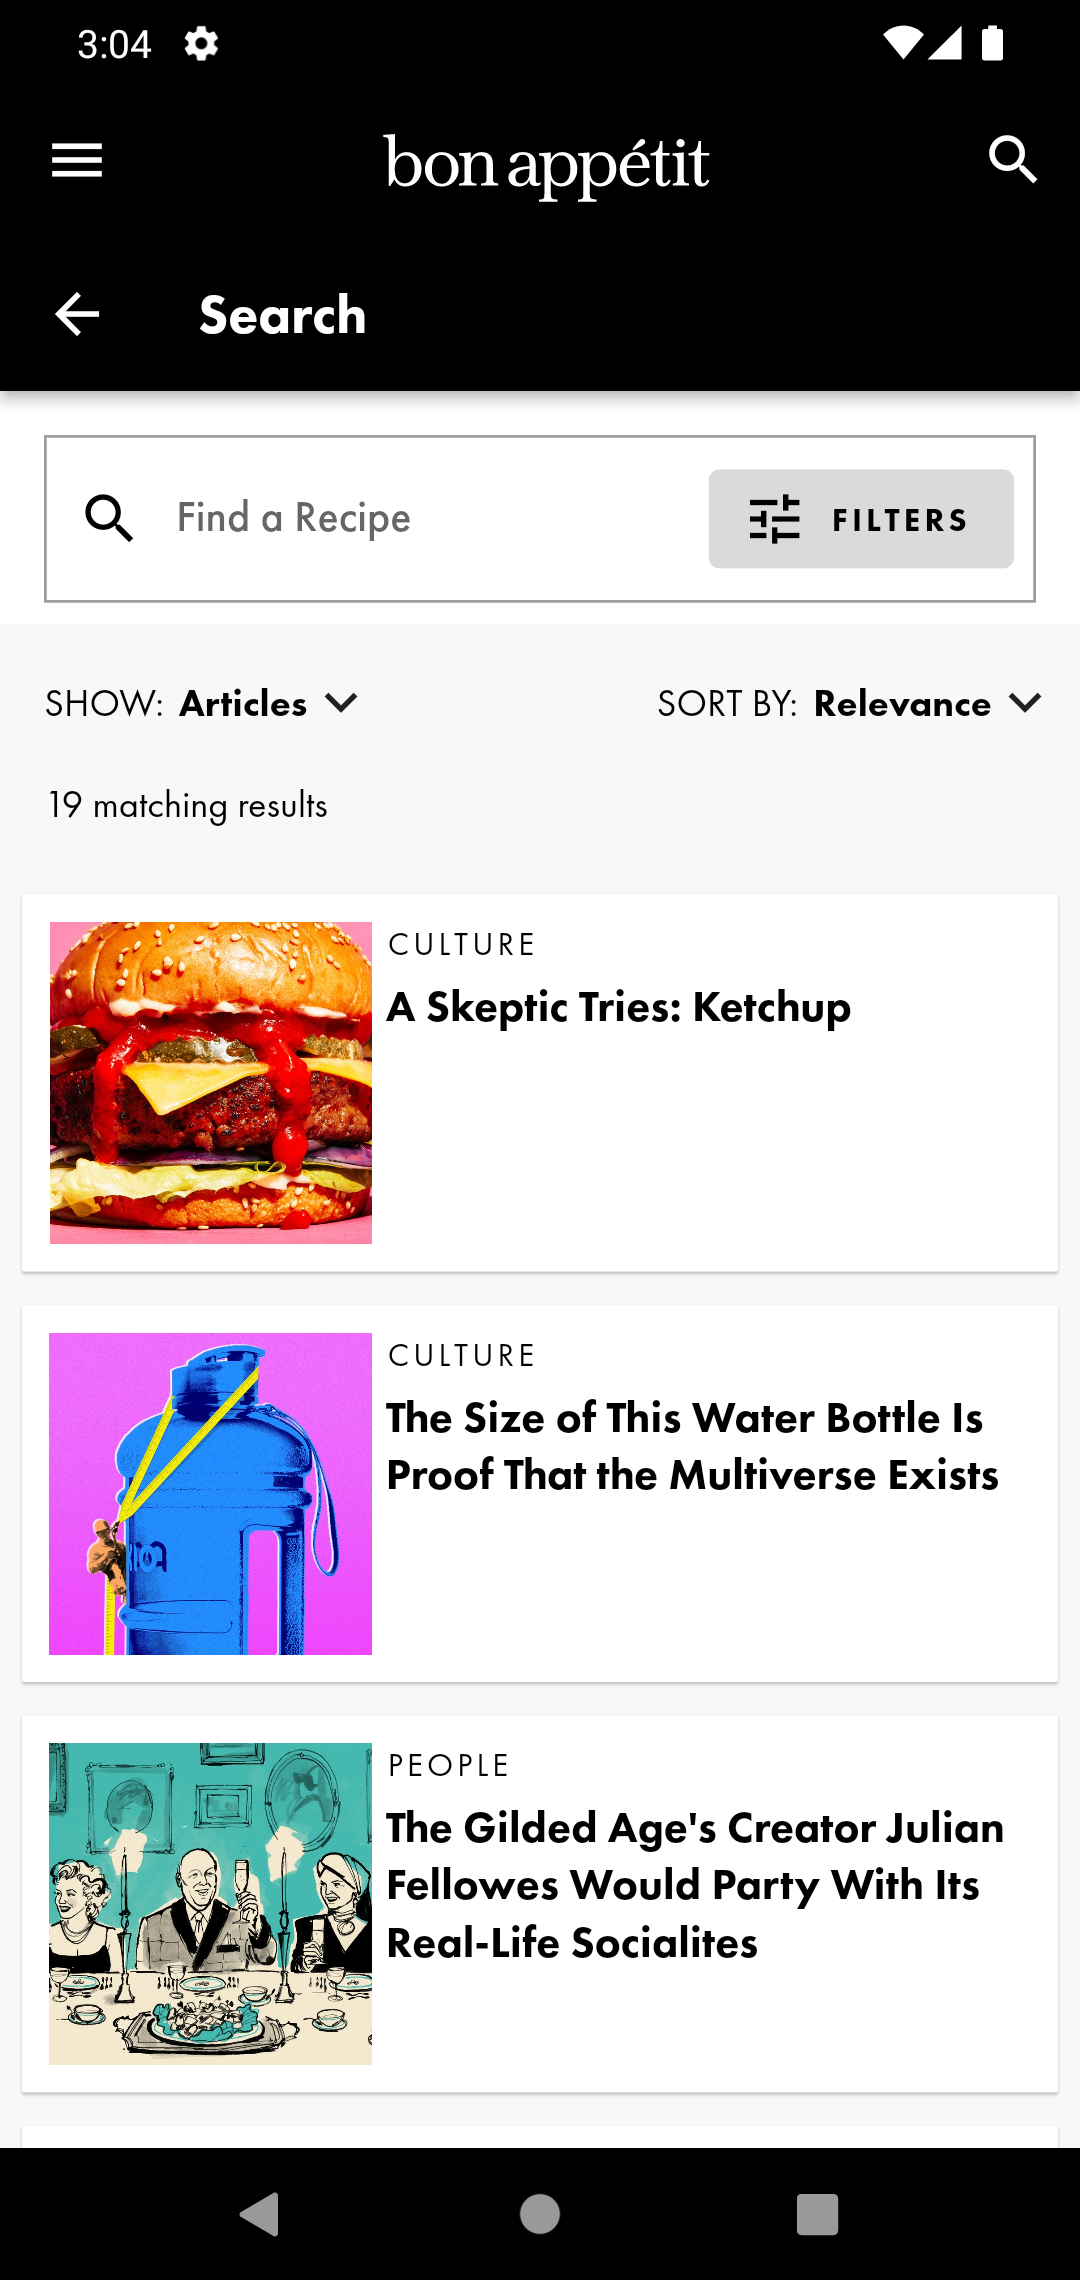 3:04
bon appétit
Search
Find a Recipe
FILTERS
SHOW: Articles
SORT BY: Relevance
19 matching results
CULTURE
A Skeptic Tries: Ketchup
CULTURE
The Size of This Water Bottle Is
Proof That the Multiverse Exists
PEOPLE
The Gilded Age's Creator Julian
Fellowes Would Party With Its
Real-Life Socialites